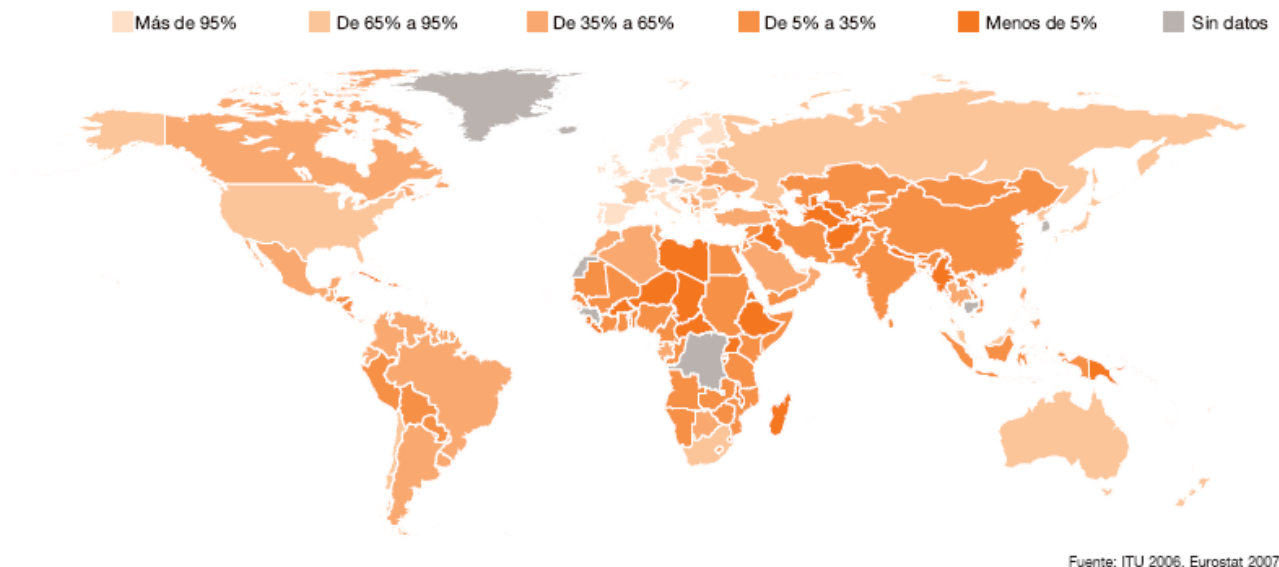 Más de 95% De 65% a 95% De 35% a 65% De 5% a 35% Menos de 5% Sin datos
Fuente: ITU 2006. Eurostat 2007